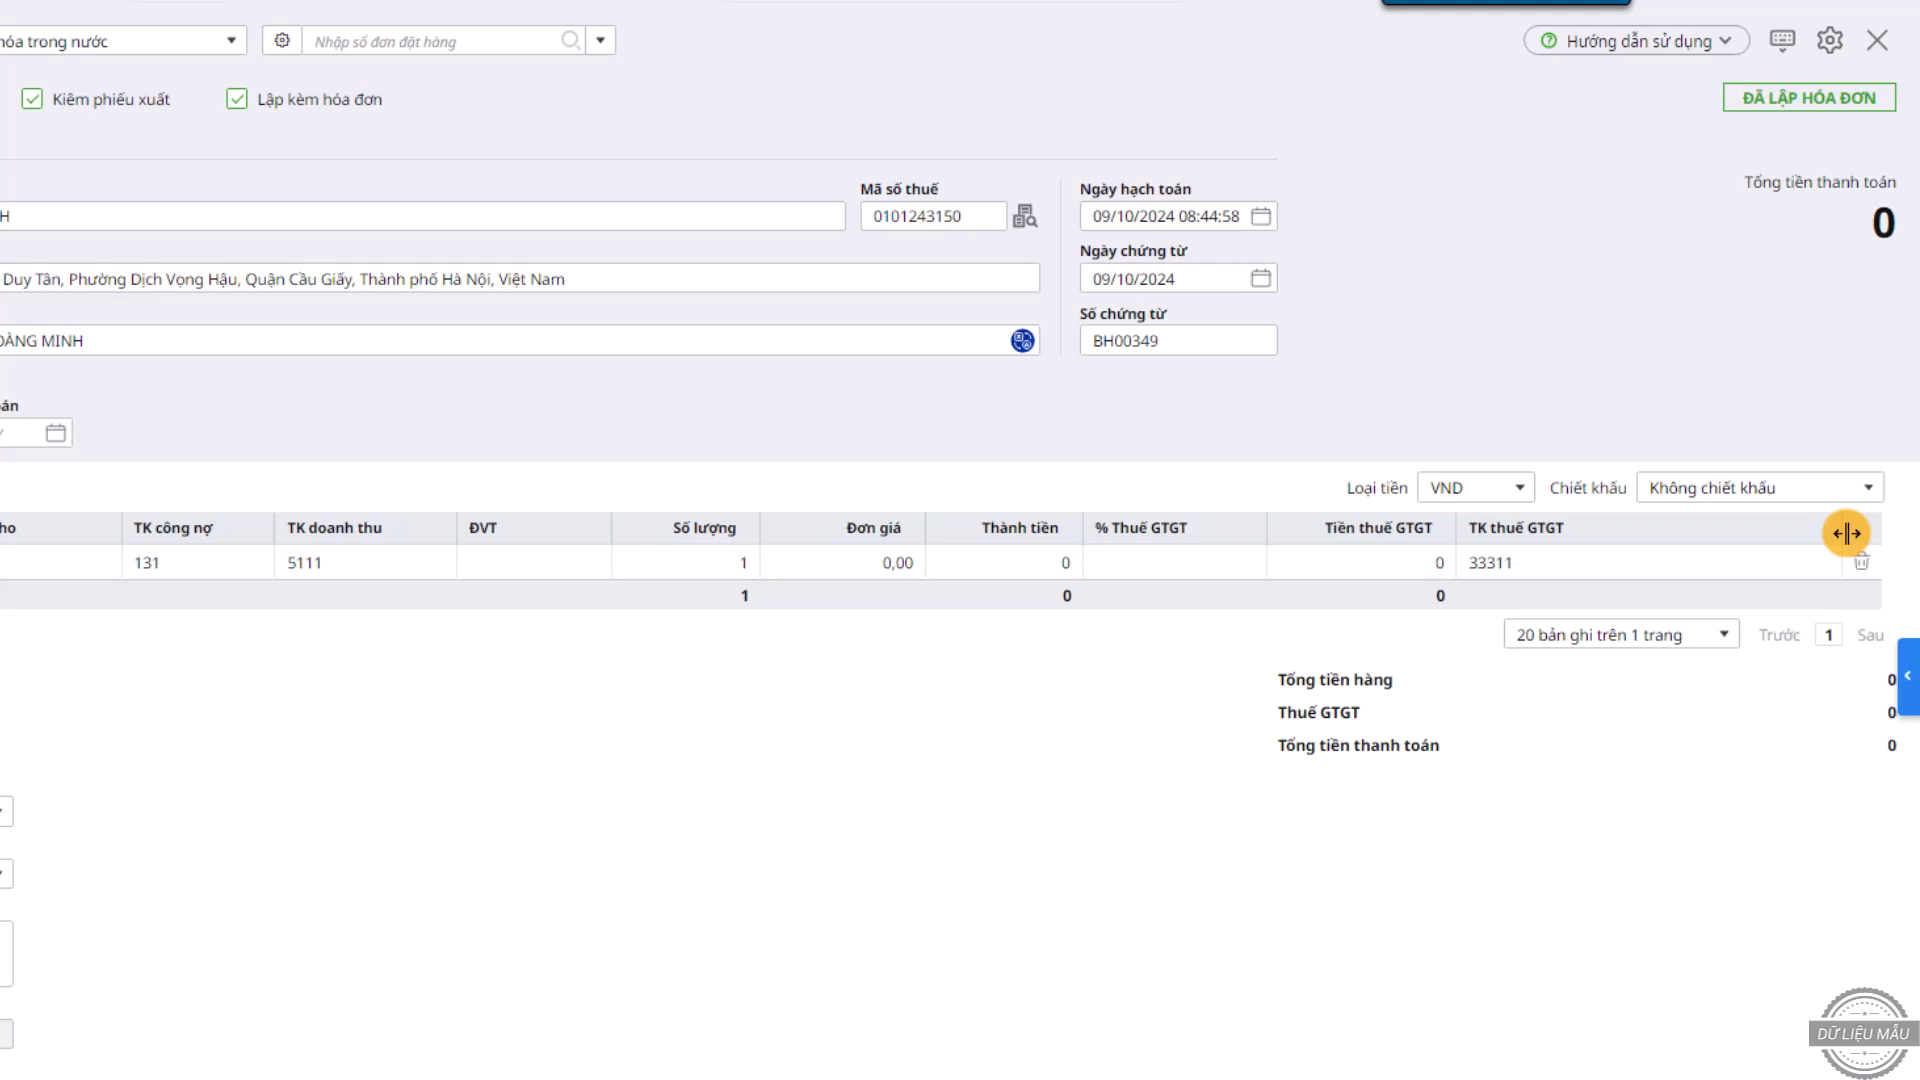 hóa trong nước
Nhập số đơn đặt hàng
Hướng dẫn sử dụng
Kiêm phiếu xuất
Lập kèm hóa đơn
ĐÃ LẬP HÓA ĐƠN
Tổng tiền thanh toán
0
Mã số thuế
Ngày hạch toán
H
0101243150
09/10/2024 08:44:58
Ngày chứng từ
Duy Tân, Phường Dịch Vọng Hậu, Quận Cầu Giấy, Thành phố Hà Nội, Việt Nam
09/10/2024
Số chứng từ
OÀNG MINH
BH00349
oán
Loại tiền
VND
Chiết khấu
Không chiết khấu
ho
TK công nợ
TK doanh thu
ĐVT
Số lượng
Đơn giá
Thành tiền
% Thuế GTGT
Tiền thuế GTGT
TK thuế GTGT
131
5111
1
0,00
0
0
33311
1
0
0
20 bản ghi trên 1 trang
Trước
1
Sau
Tổng tiền hàng
0
Thuế GTGT
0
Tổng tiền thanh toán
0
DỮ LIỆU MẪU